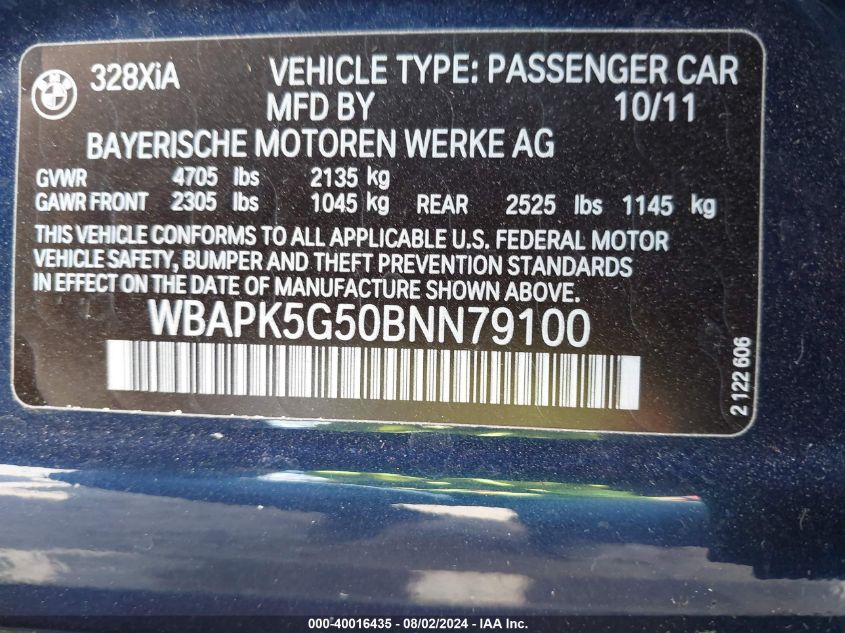 328XiA VEHICLE TYPE: PASSENGER CAR
MFD BY 10/11
BAYERISCHE MOTOREN WERKE AG
GVWR 4705 lbs 2135 kg
GAWR FRONT 2305 lbs 1045 kg REAR 2525 lbs 1145 kg
THIS VEHICLE CONFORMS TO ALL APPLICABLE U.S. FEDERAL MOTOR
VEHICLE SAFETY, BUMPER AND THEFT PREVENTION STANDARDS
IN EFFECT ON THE DATE OF MANUFACTURE SHOWN ABOVE.
WBAPK5G50BNN79100
2 122 606
000-40016435 - 08/02/2024 - IAA Inc.